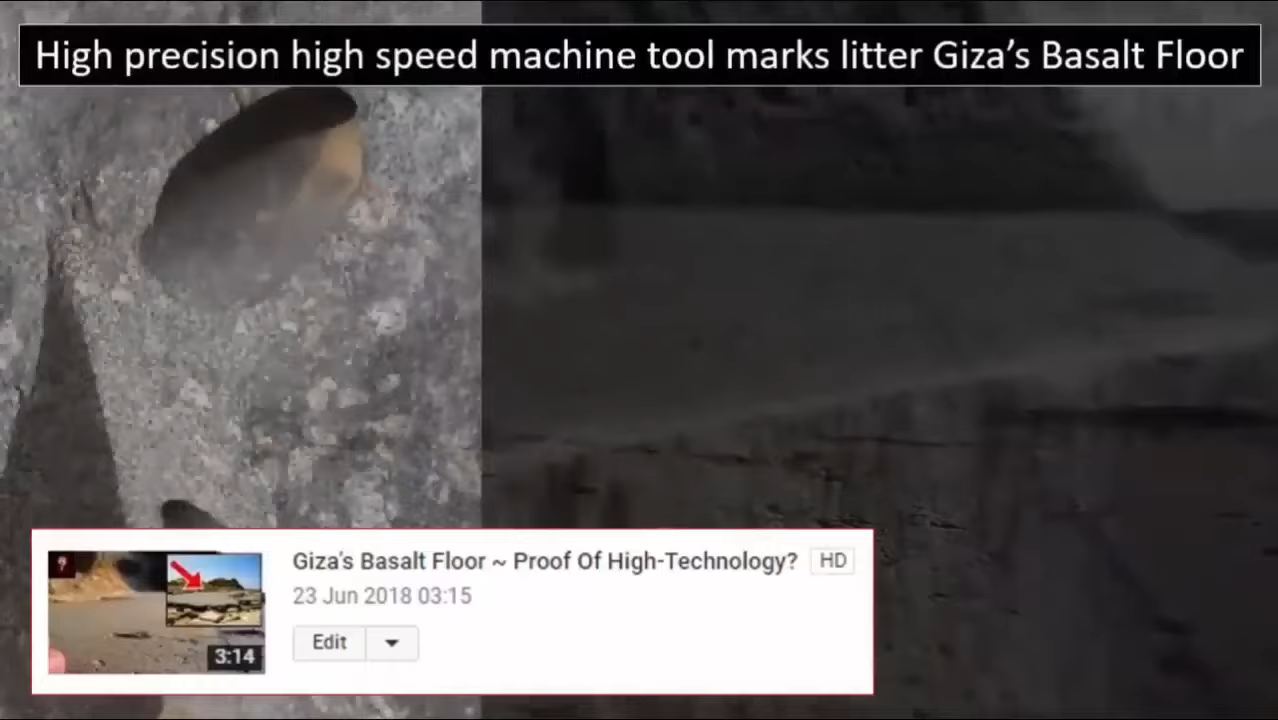 High precision high speed machine tool marks litter Giza's Basalt Floor
Giza's Basalt Floor ~ Proof Of High-Technology? HD
23 Jun 2018 03:15
?
3:14
Edit